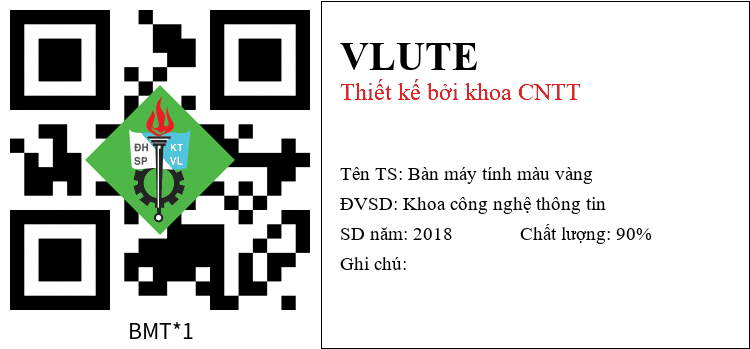 ĐH KT
SP VL
BMT*1
VLUTE
Thiết kế bởi khoa CNTT
Tên TS: Bàn máy tính màu vàng
ĐVSD: Khoa công nghệ thông tin
SD năm: 2018 Chất lượng: 90%
Ghi chú: